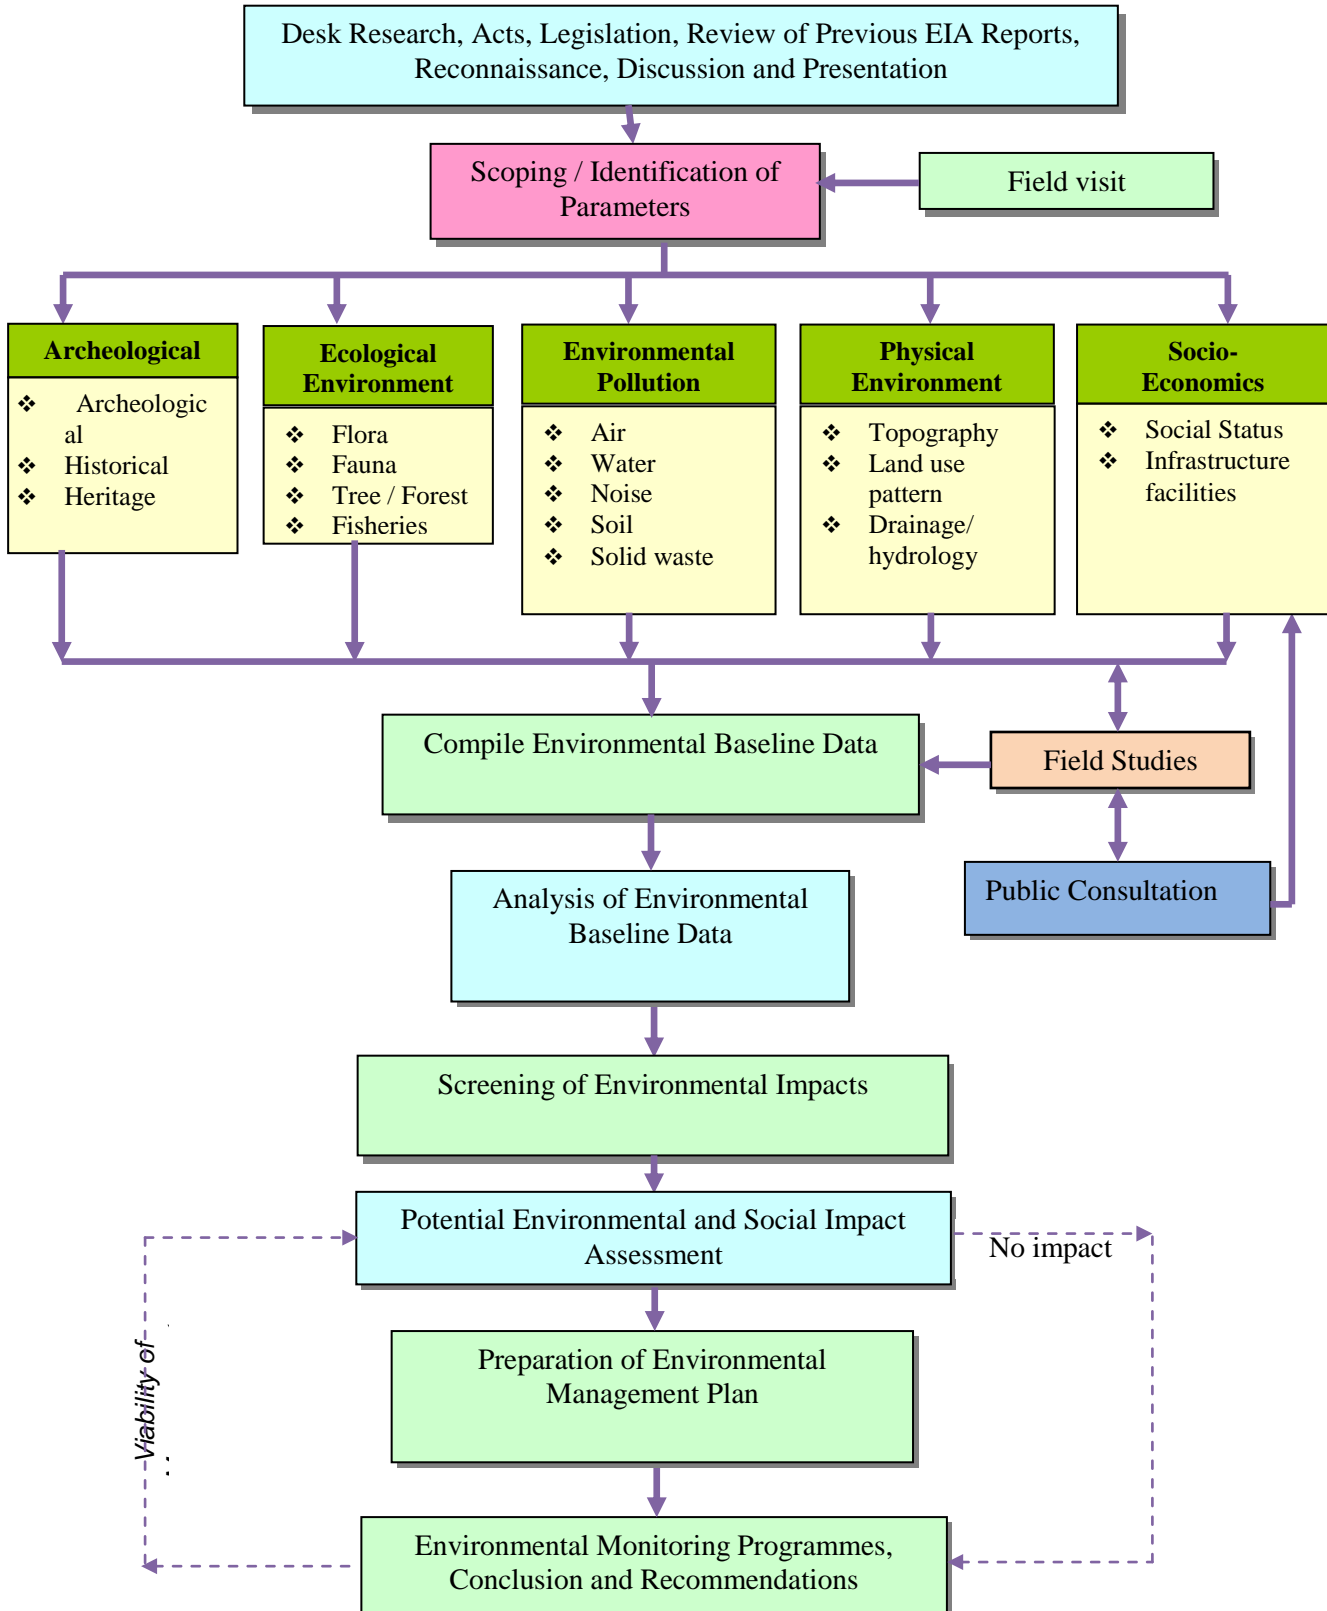 Desk Research, Acts, Legislation, Review of Previous EIA Reports,
Reconnaissance, Discussion and Presentation
Scoping / Identification of
Parameters
Field visit
Archeological
❖ Archeologic
al
❖ Historical
❖ Heritage
Ecological
Environment
❖ Flora
❖ Fauna
❖ Tree / Forest
❖ Fisheries
Environmental
Pollution
❖ Air
❖ Water
❖ Noise
❖ Soil
❖ Solid waste
Physical
Environment
❖ Topography
❖ Land use
pattern
❖ Drainage/
hydrology
Socio-
Economics
❖ Social Status
❖ Infrastructure
facilities
Compile Environmental Baseline Data
Field Studies
Public Consultation
Analysis of Environmental
Baseline Data
Screening of Environmental Impacts
Potential Environmental and Social Impact
Assessment
No impact
Preparation of Environmental
Management Plan
Viability of
Environmental Monitoring Programmes,
Conclusion and Recommendations